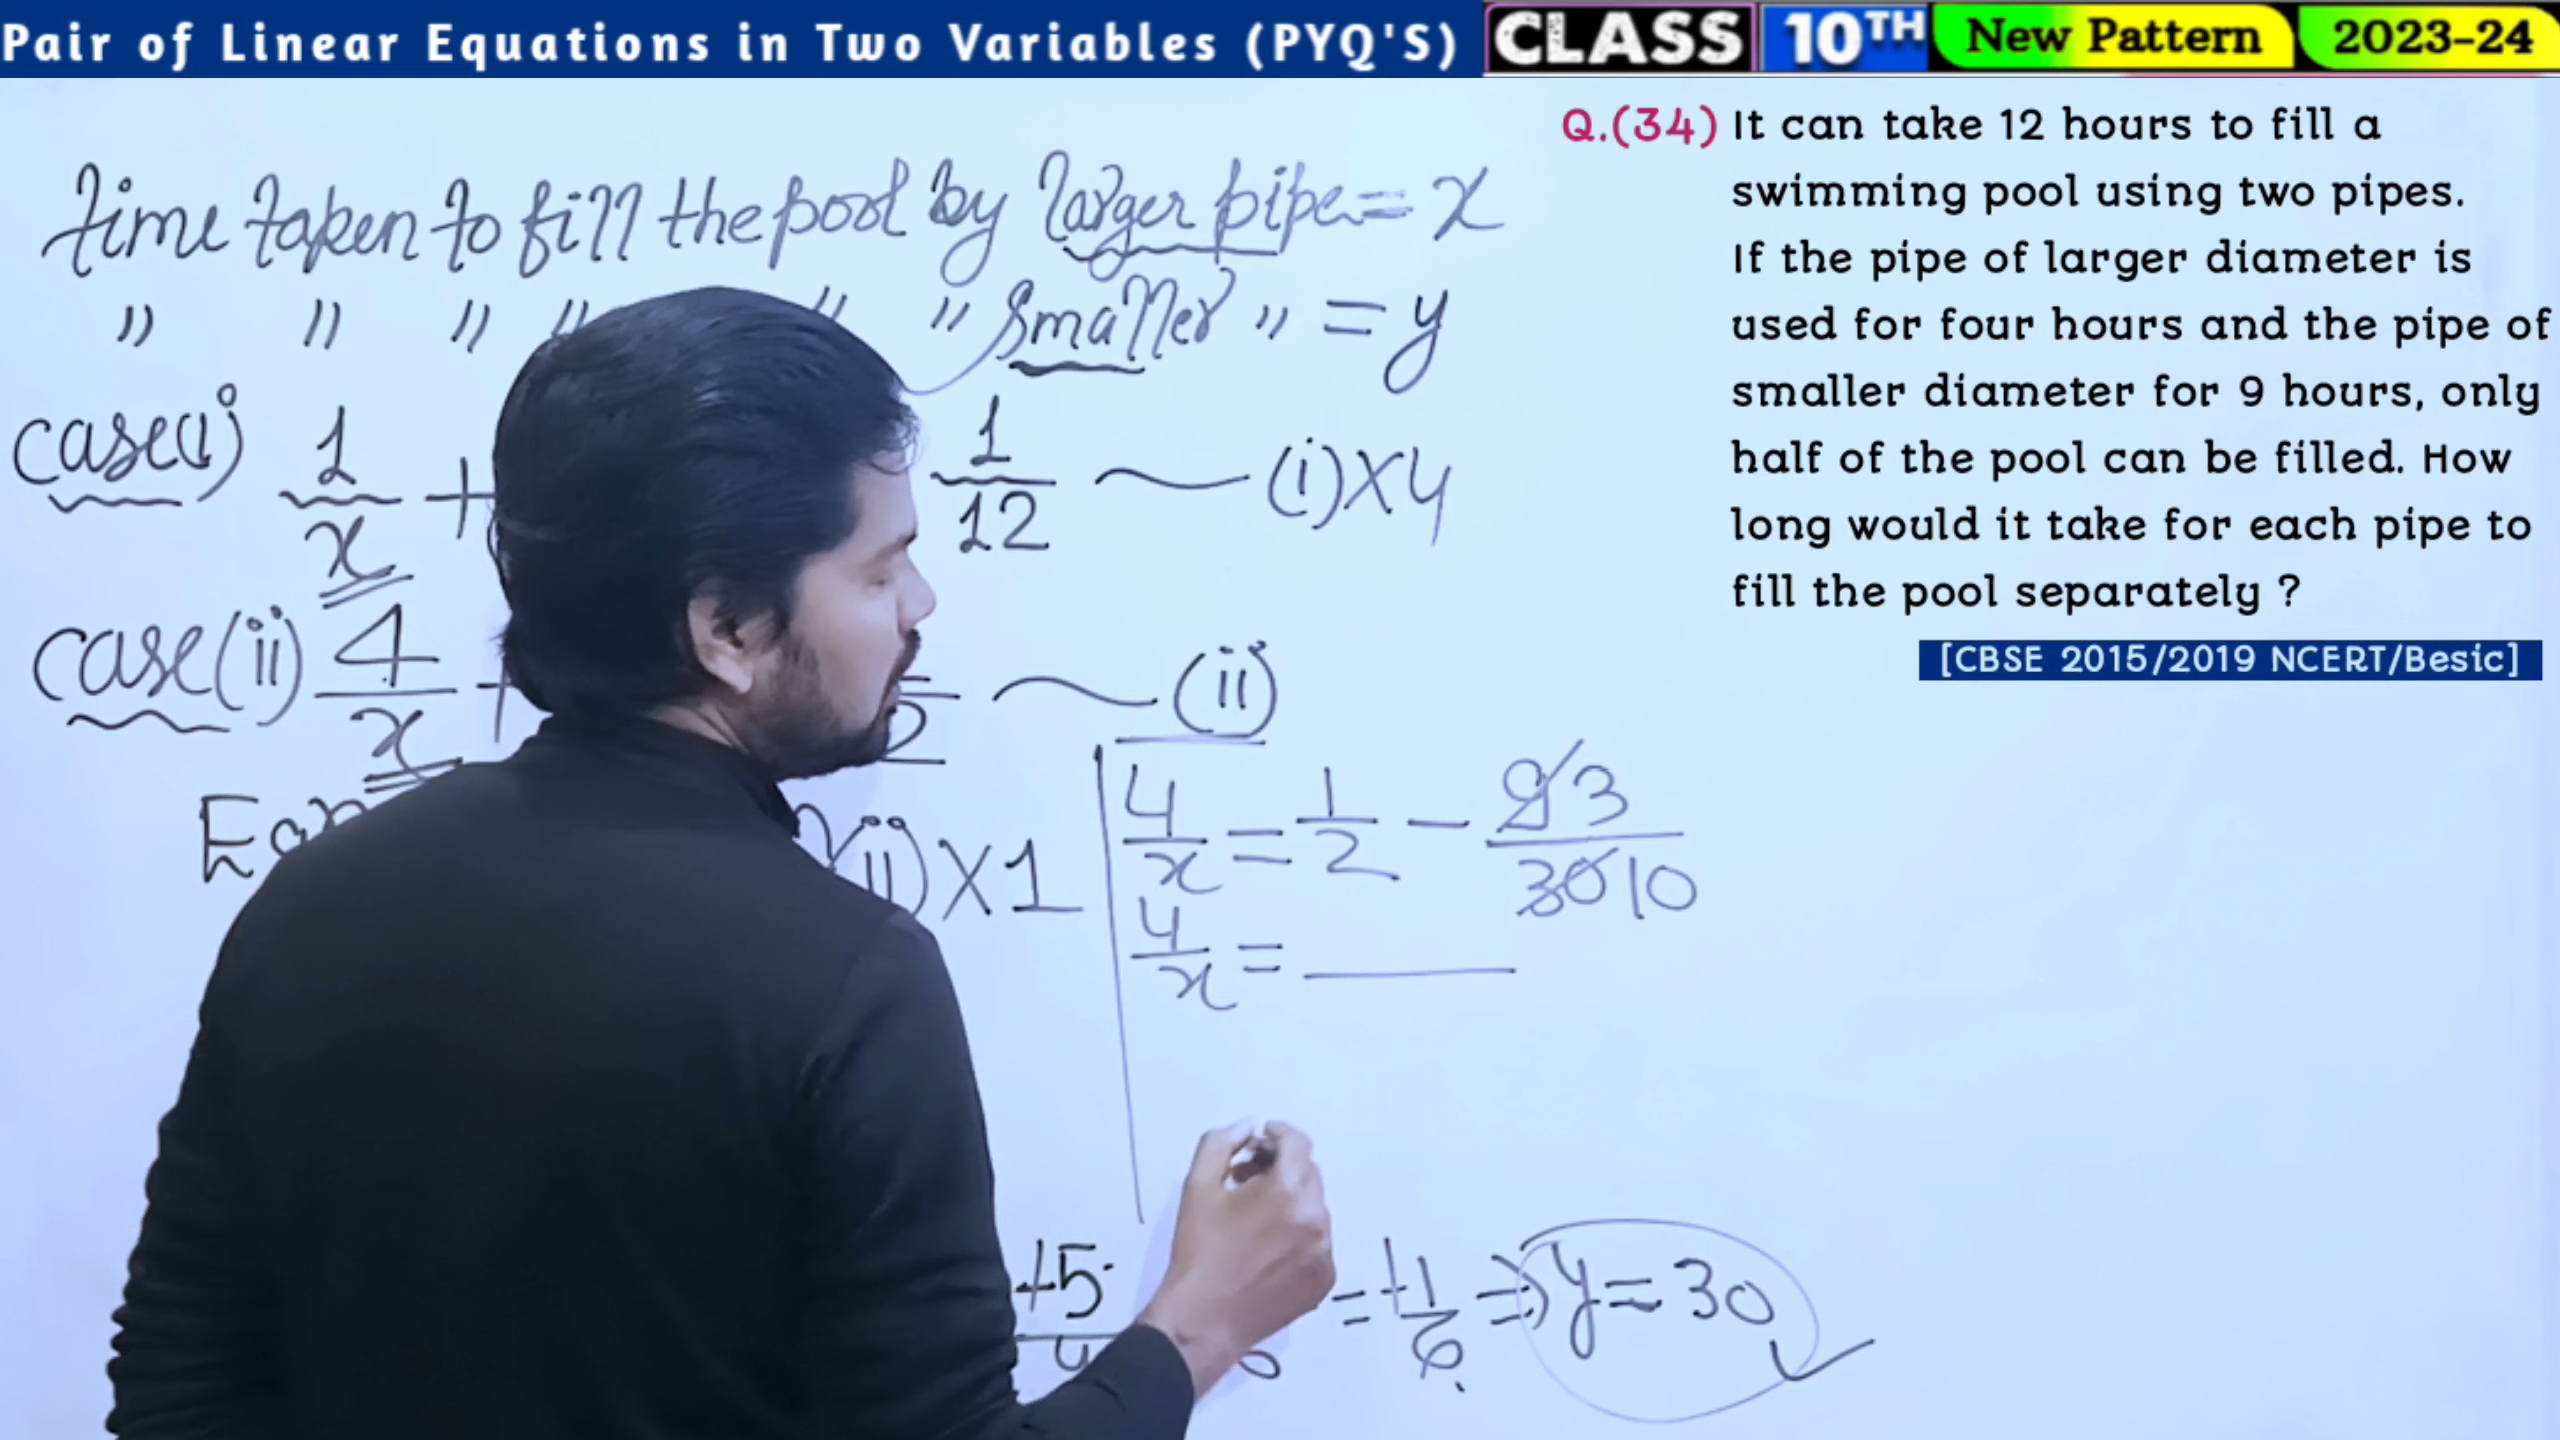 Pair of Linear Equations in Two Variables (PYQ'S) CLASS 10TH New Pattern 2023-24
Q.(34) It can take 12 hours to fill a
swimming pool using two pipes.
If the pipe of larger diameter is
used for four hours and the pipe of
smaller diameter for 9 hours, only
half of the pool can be filled. How
long would it take for each pipe to
fill the pool separately ?
[CBSE 2015/2019 NCERT/Besic]
time taken to fill the pool by larger pipe = x
" " " " " " smaller " = y
case(i) 1/x + 1/12 ~ (i)×4
case(ii) 4/x + ~ (ii)
(ii)×1
4/x = 1/2 - 9 3/30 10
4/x =
+5
= +1/6 ⇒ y = 30